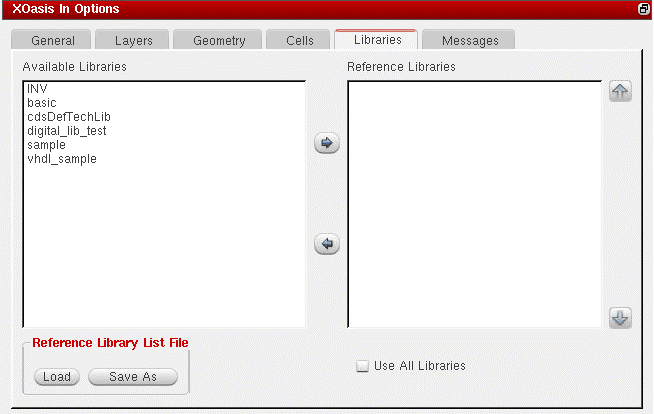 XOasis In Options
General Layers Geometry Cells Libraries Messages
Available Libraries Reference Libraries
INV
basic
cdsDefTechLib
digital_lib_test
sample
vhdl_sample
Reference Library List File
Load Save As
Use All Libraries